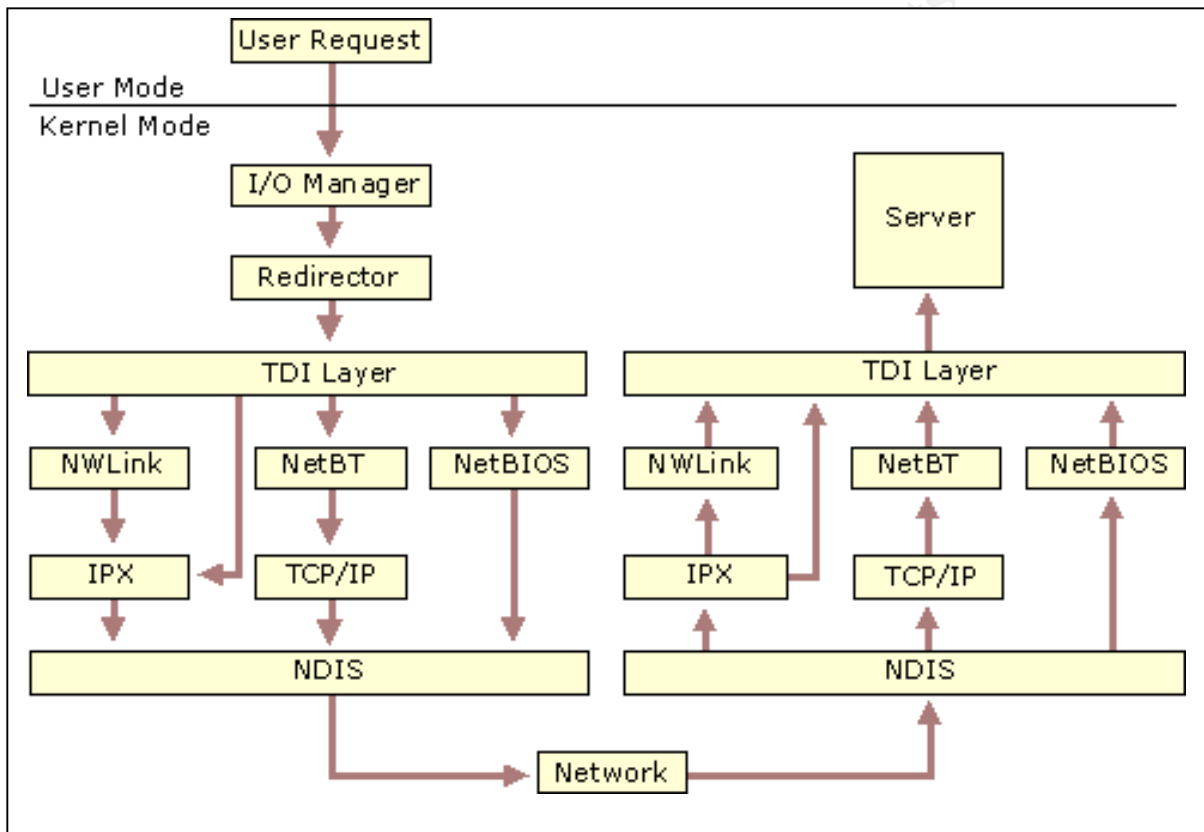 User Request
User Mode
Kernel Mode
I/O Manager
Redirector
Server
TDI Layer
TDI Layer
NWLink
NetBT
NetBIOS
NWLink
NetBT
NetBIOS
IPX
TCP/IP
IPX
TCP/IP
NDIS
NDIS
Network